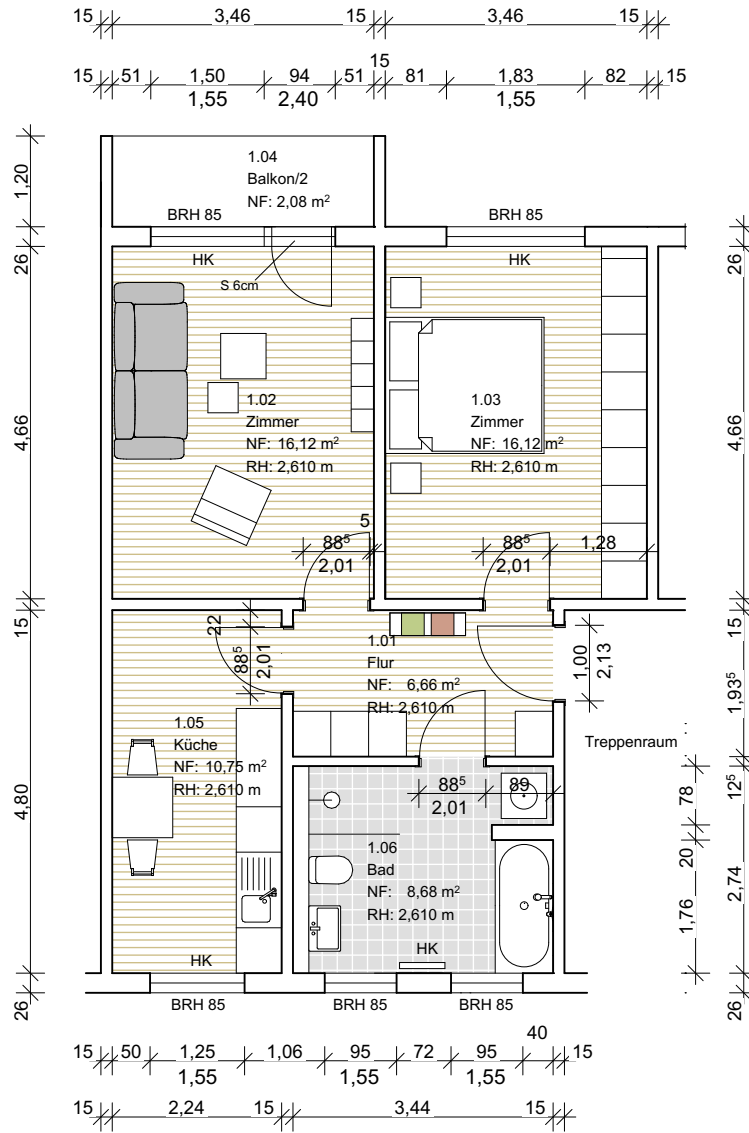 15 3,46 15 3,46 15
15
15 51 1,50 94 51 81 1,83 82 15
1,55 2,40 1,55
1.04
Balkon/2
NF: 2,08 m²
1,20
BRH 85 BRH 85
26 HK HK 26
S 6cm
4,66 4,66
1.02
Zimmer
NF: 16,12 m²
RH: 2,610 m
1.03
Zimmer
NF: 16,12 m²
RH: 2,610 m
5
88⁵
2,01
88⁵
2,01
1,28
15 15
22
88⁵
2,01
1.01
Flur
NF: 6,66 m²
RH: 2,610 m
1,00
2,13
1,93⁵
Treppenraum
1.05
Küche
NF: 10,75 m²
RH: 2,610 m
4,80
88⁵
2,01
89
78
12⁵
20
1.06
Bad
NF: 8,68 m²
RH: 2,610 m
2,74
1,76
HK
HK
26 26
BRH 85 BRH 85 BRH 85
40
15 50 1,25 1,06 95 72 95 15
1,55 1,55 1,55
15 2,24 15 3,44 15